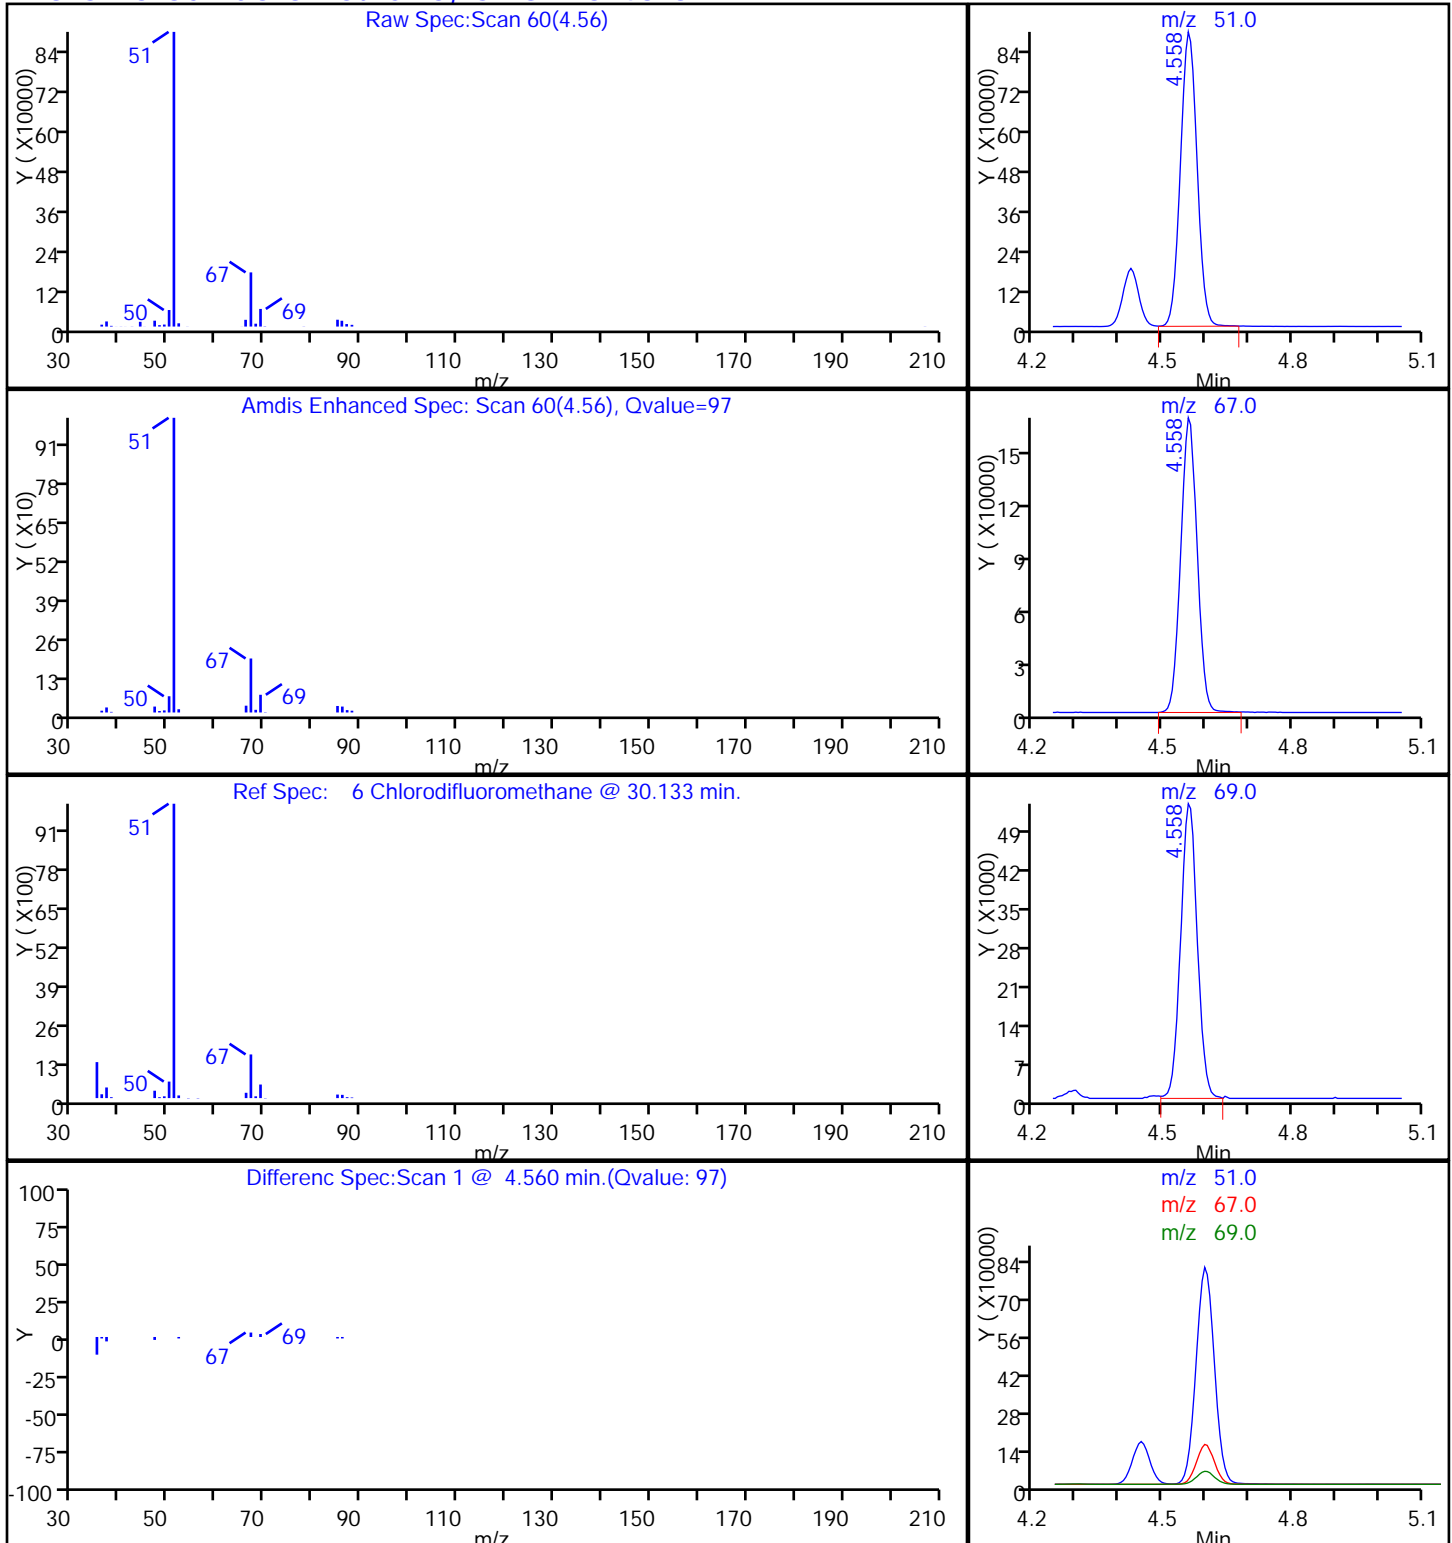 Raw Spec:Scan 60(4.56)
Y ( X10000)
84
72
60
48
36
24
12
0
51
50
67
69
30 50 70 90 110 130 150 170 190 210
m/z
m/z 51.0
Y ( X10000)
84
72
60
48
36
24
12
0
4.558
4.2 4.5 4.8 5.1
Min
Amdis Enhanced Spec: Scan 60(4.56), Qvalue=97
Y ( X10)
91
78
65
52
39
26
13
0
51
50
67
69
30 50 70 90 110 130 150 170 190 210
m/z
m/z 67.0
Y ( X10000)
15
12
9
6
3
0
4.558
4.2 4.5 4.8 5.1
Min
Ref Spec: 6 Chlorodifluoromethane @ 30.133 min.
Y ( X100)
91
78
65
52
39
26
13
0
51
50
67
30 50 70 90 110 130 150 170 190 210
m/z
m/z 69.0
Y ( X1000)
49
42
35
28
21
14
7
0
4.558
4.2 4.5 4.8 5.1
Min
Differenc Spec:Scan 1 @ 4.560 min.(Qvalue: 97)
Y
100
75
50
25
0
-25
-50
-75
-100
67
69
30 50 70 90 110 130 150 170 190 210
m/z
m/z 51.0
m/z 67.0
m/z 69.0
Y ( X10000)
84
70
56
42
28
14
0
4.2 4.5 4.8 5.1
Min